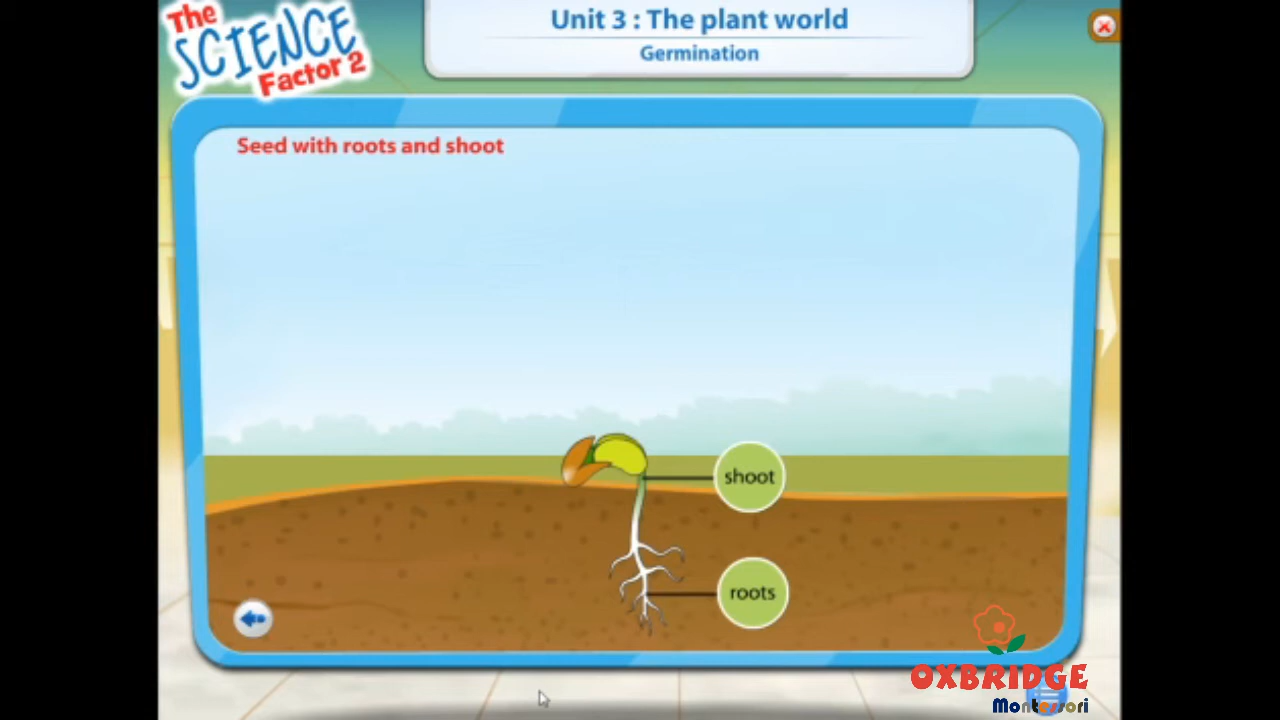 The
SCIENCE
Factor 2
Unit 3 : The plant world
Germination
Seed with roots and shoot
shoot
roots
OXBRIDGE
Montessori